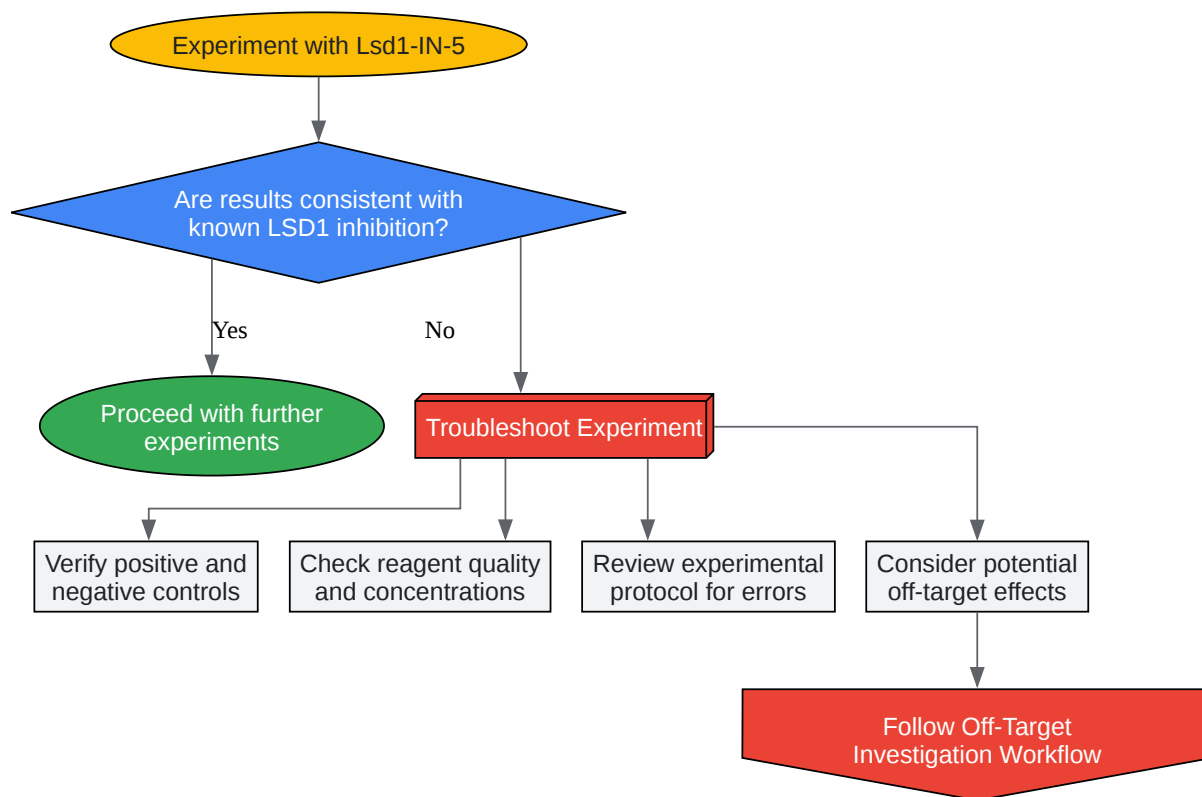 Experiment with Lsd1-IN-5
Are results consistent with
known LSD1 inhibition?
Yes
No
Proceed with further
experiments
Troubleshoot Experiment
Verify positive and
negative controls
Check reagent quality
and concentrations
Review experimental
protocol for errors
Consider potential
off-target effects
Follow Off-Target
Investigation Workflow